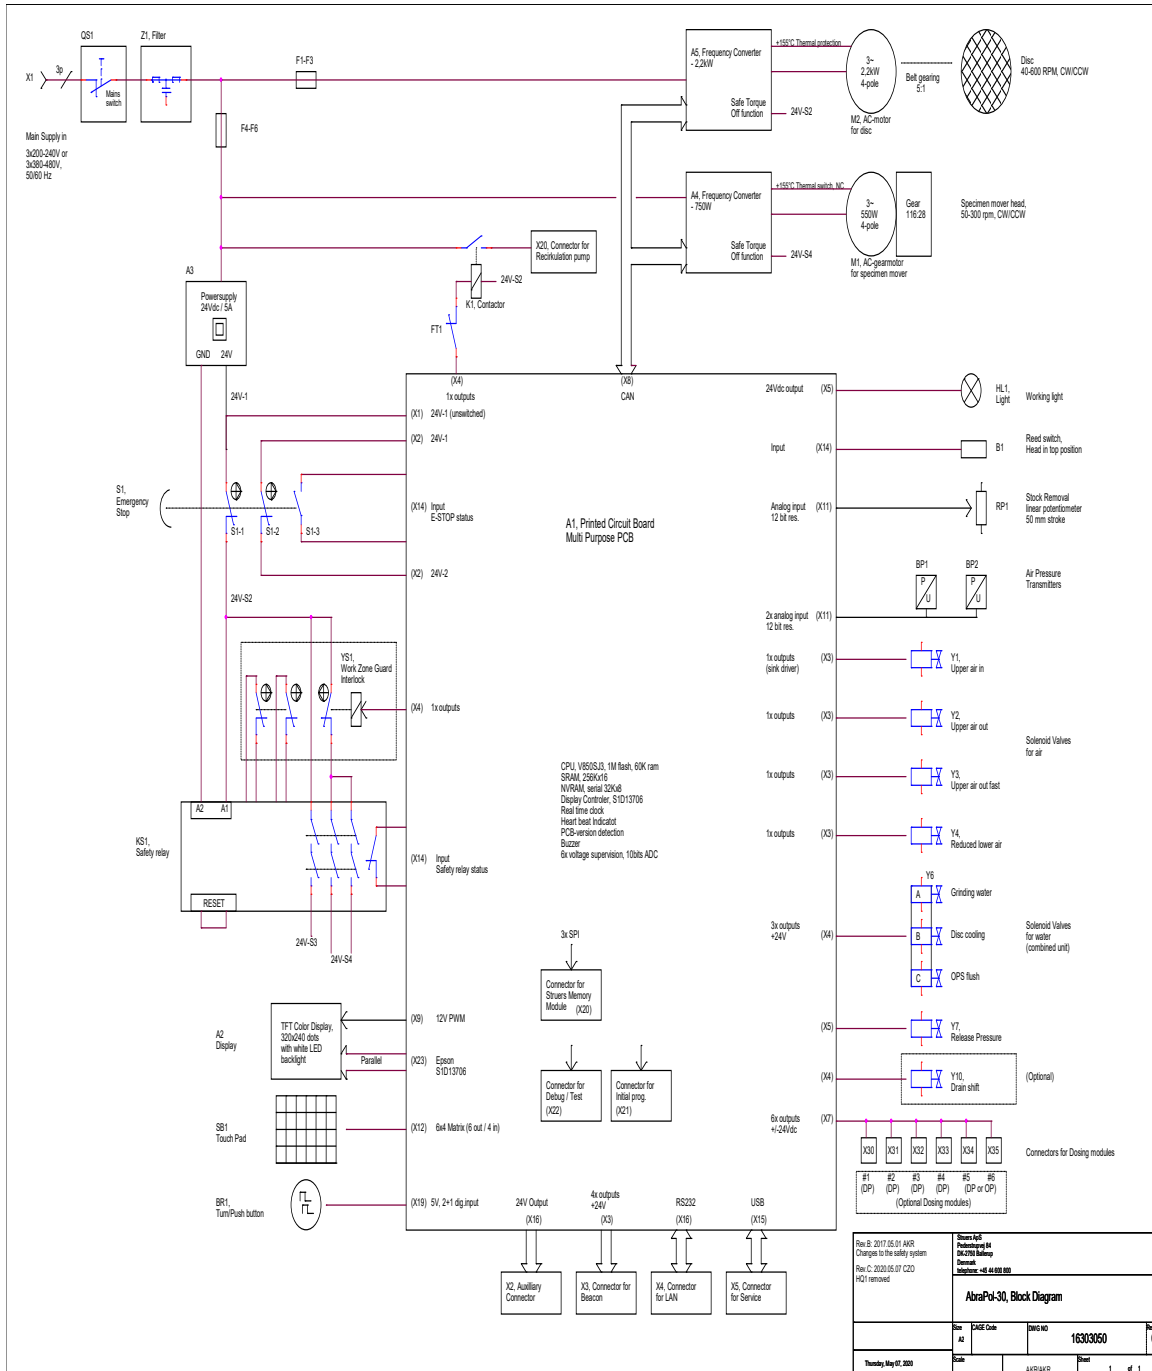 QS1
Z1, Filter
X1
3p
Mains
switch
F1-F3
F4-F6
Main Supply in
3x200-240V or
3x380-480V,
50/60 Hz
A5, Frequency Converter
- 2,2kW
Safe Torque
Off function
24V-S2
+155°C Thermal protection
3~
2,2kW
4-pole
M2, AC-motor
for disc
Belt gearing
5:1
Disc
40-600 RPM, CW/CCW
A4, Frequency Converter
- 750W
Safe Torque
Off function
24V-S4
+155°C Thermal switch, NC
3~
550W
4-pole
Gear
116:28
M1, AC-gearmotor
for specimen mover
Specimen mover head,
50-300 rpm, CW/CCW
X20, Connector for
Recirkulation pump
24V-S2
K1, Contactor
FT1
A3
Powersupply
24Vdc / 5A
GND
24V
24V-1
(X4)
1x outputs
(X8)
CAN
(X1) 24V-1 (unswitched)
(X2) 24V-1
(X14) Input
E-STOP status
(X2) 24V-2
S1,
Emergency
Stop
S1-1
S1-2
S1-3
24V-S2
YS1,
Work Zone Guard
Interlock
(X4) 1x outputs
A1, Printed Circuit Board
Multi Purpose PCB
CPU, V850SJ3, 1M flash, 60K ram
SRAM, 256Kx16
NVRAM, serial 32Kx8
Display Controler, S1D13706
Real time clock
Heart beat Indicatot
PCB-version detection
Buzzer
6x voltage supervision, 10bits ADC
24Vdc output (X5)
HL1,
Light
Working light
Input (X14)
B1
Reed switch,
Head in top position
Analog input (X11)
12 bit res.
RP1
Stock Removal
linear potentiometer
50 mm stroke
BP1
BP2
P
U
P
U
Air Pressure
Transmitters
2x analog input (X11)
12 bit res.
1x outputs (X3)
(sink driver)
Y1,
Upper air in
1x outputs (X3)
Y2,
Upper air out
Solenoid Valves
for air
1x outputs (X3)
Y3,
Upper air out fast
1x outputs (X3)
Y4,
Reduced lower air
Y6
A
Grinding water
3x outputs (X4)
+24V
B
Disc cooling
C
OPS flush
Solenoid Valves
for water
(combined unit)
(X5)
Y7,
Release Pressure
(X4)
Y10,
Drain shift
(Optional)
6x outputs (X7)
+/-24Vdc
X30
X31
X32
X33
X34
X35
Connectors for Dosing modules
#1
(DP)
#2
(DP)
#3
(DP)
#4
(DP)
#5
#6
(DP or OP)
(Optional Dosing modules)
A2
A1
KS1,
Safety relay
RESET
(X14) Input
Safety relay status
24V-S3
24V-S4
3x SPI
Connector for
Struers Memory
Module (X20)
Connector for
Debug / Test
(X22)
Connector for
Initial prog.
(X21)
A2
Display
TFT Color Display,
320x240 dots
with white LED
backlight
Parallel
(X9) 12V PWM
(X23) Epson
S1D13706
SB1
Touch Pad
(X12) 6x4 Matrix (6 out / 4 in)
BR1,
Turn/Push button
(X19) 5V, 2+1 dig.input
24V Output
(X16)
4x outputs
+24V
(X3)
RS232
(X16)
USB
(X15)
X2, Auxilliary
Connector
X3, Connector for
Beacon
X4, Connector
for LAN
X5, Connector
for Service
Rev.B: 2017.05.01 AKR
Changes to the safety system
Rev.C: 2020.05.07 CZO
HQ1 removed
Struers ApS
Pederstrupvej 84
DK-2750 Ballerup
Denmark
telephone: +45 44 600 800
AbraPol-30, Block Diagram
Size
A2
CAGE Code
DWG NO
16303050
Thursday, May 07, 2020
Scale
AKR/AKR
Sheet
1 of 1